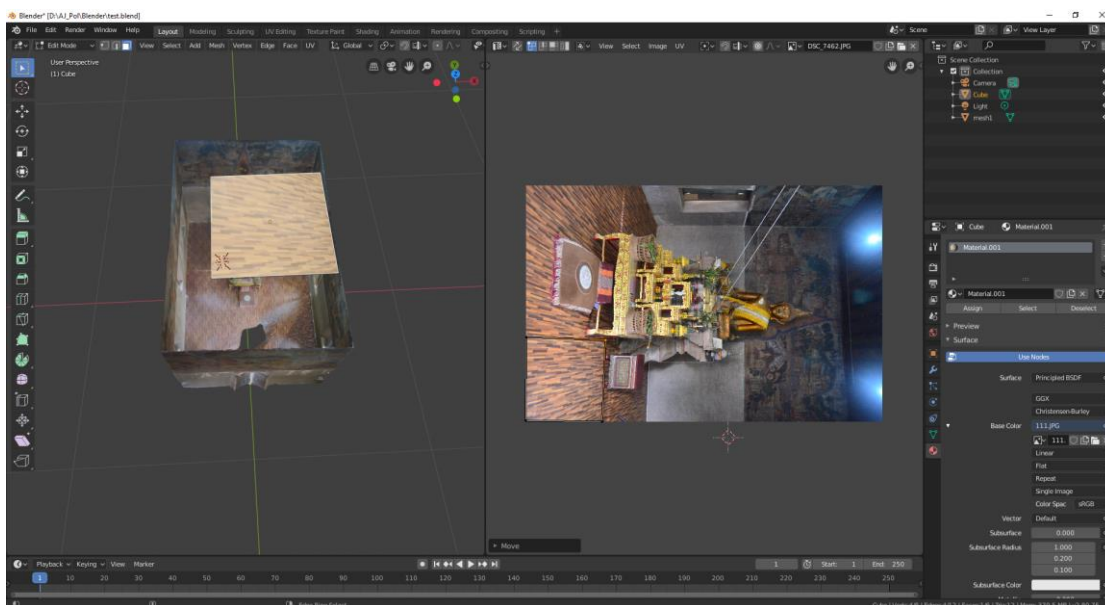 Blender* [D:\AJ_Pol\Blender\test.blend]
File Edit Render Window Help Layout Modeling Sculpting UV Editing Texture Paint Shading Animation Rendering Compositing Scripting + Scene View Layer
Edit Mode View Select Add Mesh Vertex Edge Face UV Global View Select Image UV DSC_7462.JPG
User Perspective
(1) Cube
Scene Collection
Collection
Camera
Cube
Light
mesh1
Cube Material.001
Material.001
Material.001
Assign Select Deselect
Preview
Surface
Use Nodes
Surface Principled BSDF
GGX
Christensen-Burley
Base Color 111.JPG
111.
Linear
Flat
Repeat
Single Image
Color Spac sRGB
Vector Default
Subsurface 0.000
Subsurface Radius 1.000
0.200
0.100
Subsurface Color
Move
Playback Keying View Marker 1 Start: 1 End: 250
1 10 20 30 40 50 60 70 80 90 100 110 120 130 140 150 160 170 180 190 200 210 220 230 240 250